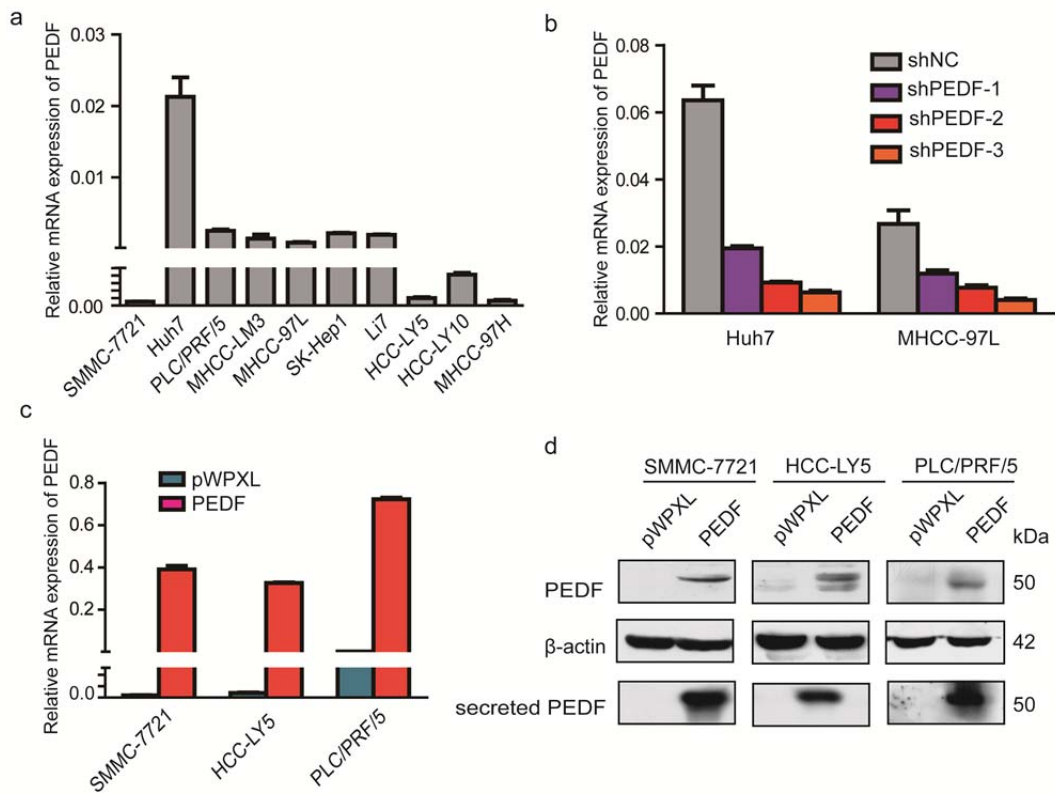 a
Relative mRNA expression of PEDF
0.03
0.02
0.01
0.00
SMMC-7721
Huh7
PLC/PRF/5
MHCC-LM3
MHCC-97L
SK-Hep1
Li7
HCC-LY5
HCC-LY10
MHCC-97H
b
Relative mRNA expression of PEDF
0.08
0.06
0.04
0.02
0.00
shNC
shPEDF-1
shPEDF-2
shPEDF-3
Huh7
MHCC-97L
c
Relative mRNA expression of PEDF
0.8
0.6
0.4
0.2
0.0
pWPXL
PEDF
SMMC-7721
HCC-LY5
PLC/PRF/5
d
SMMC-7721 HCC-LY5 PLC/PRF/5
pWPXL PEDF pWPXL PEDF pWPXL PEDF kDa
PEDF 50
β-actin 42
secreted PEDF 50